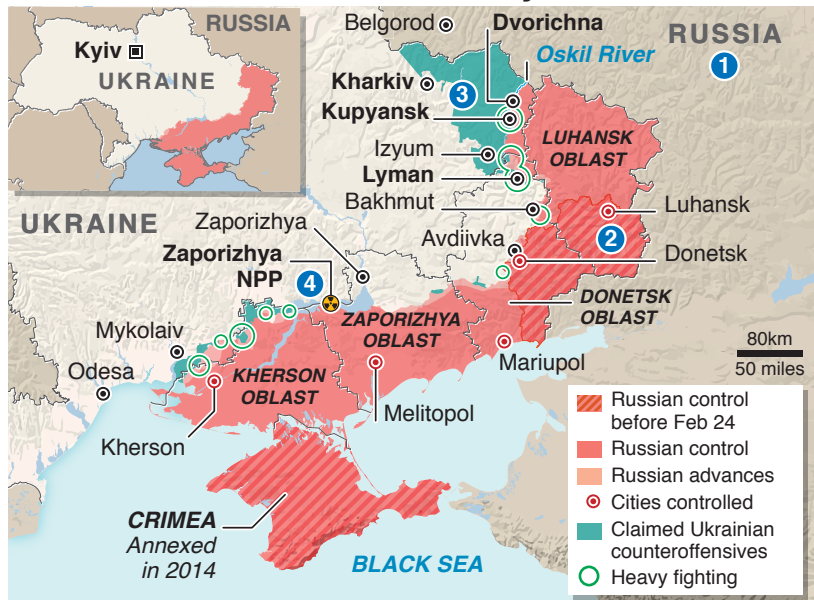 RUSSIA
Kyiv
UKRAINE
Belgorod
Dvorichna
RUSSIA
1
Oskil River
Kharkiv
3
Kupyansk
Izyum
LUHANSK
OBLAST
Lyman
Bakhmut
Luhansk
UKRAINE
Zaporizhya
Avdiivka
2
Donetsk
Zaporizhya
NPP
4
DONETSK
OBLAST
ZAPORIZHYA
OBLAST
Mykolaiv
80km
50 miles
Mariupol
Odesa
KHERSON
OBLAST
Melitopol
Kherson
CRIMEA
Annexed
in 2014
BLACK SEA
Russian control
before Feb 24
Russian control
Russian advances
Cities controlled
Claimed Ukrainian
counteroffensives
Heavy fighting